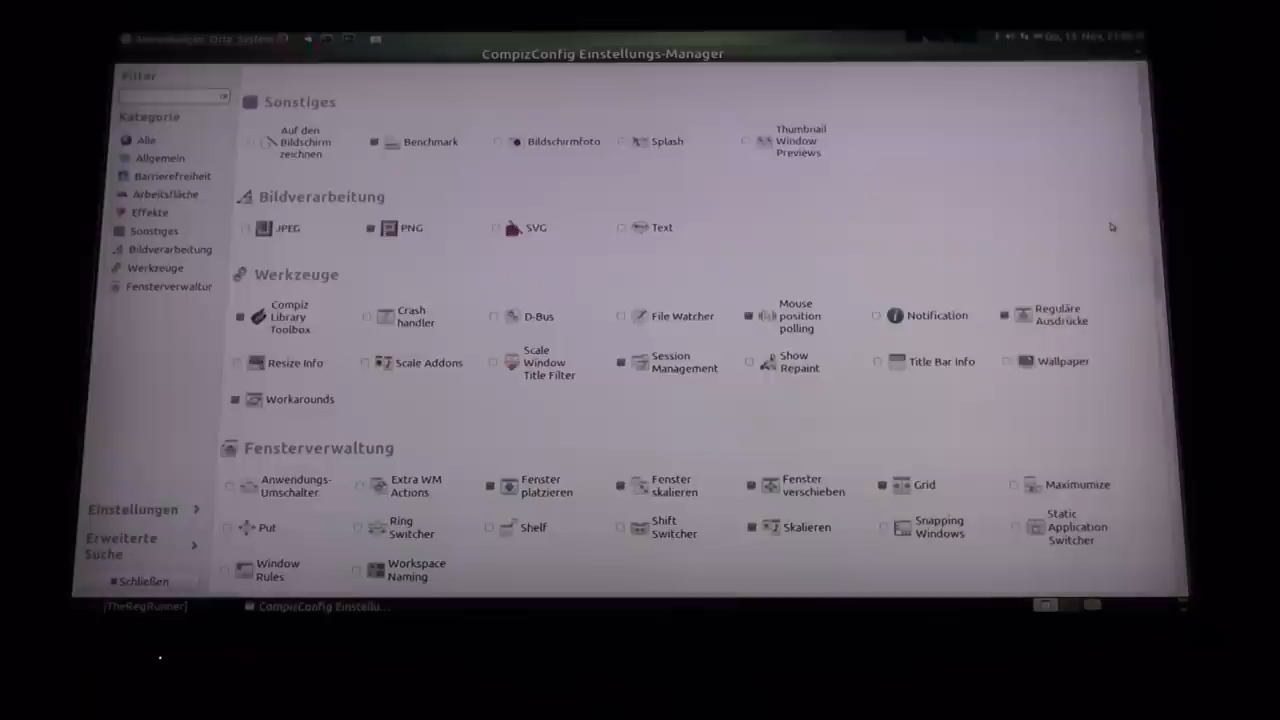 Anwendungen Orte System
CompizConfig Einstellungs-Manager
Filter
Kategorie
Alle
Allgemein
Barrierefreiheit
Arbeitsfläche
Effekte
Sonstiges
Bildverarbeitung
Werkzeuge
Fensterverwaltur
Einstellungen
Erweiterte
Suche
Schließen
Sonstiges
Auf den
Bildschirm
zeichnen
Benchmark
Bildschirmfoto
Splash
Thumbnail
Window
Previews
Bildverarbeitung
JPEG
PNG
SVG
Text
Werkzeuge
Compiz
Library
Toolbox
Crash
handler
D-Bus
File Watcher
Mouse
position
polling
Notification
Reguläre
Ausdrücke
Resize Info
Scale Addons
Scale
Window
Title Filter
Session
Management
Show
Repaint
Title Bar Info
Wallpaper
Workarounds
Fensterverwaltung
Anwendungs-
Umschalter
Extra WM
Actions
Fenster
platzieren
Fenster
skalieren
Fenster
verschieben
Grid
Maximumize
Put
Ring
Switcher
Shelf
Shift
Switcher
Skalieren
Snapping
Windows
Static
Application
Switcher
Window
Rules
Workspace
Naming
[TheRegRunner]
CompizConfig Einstellu...